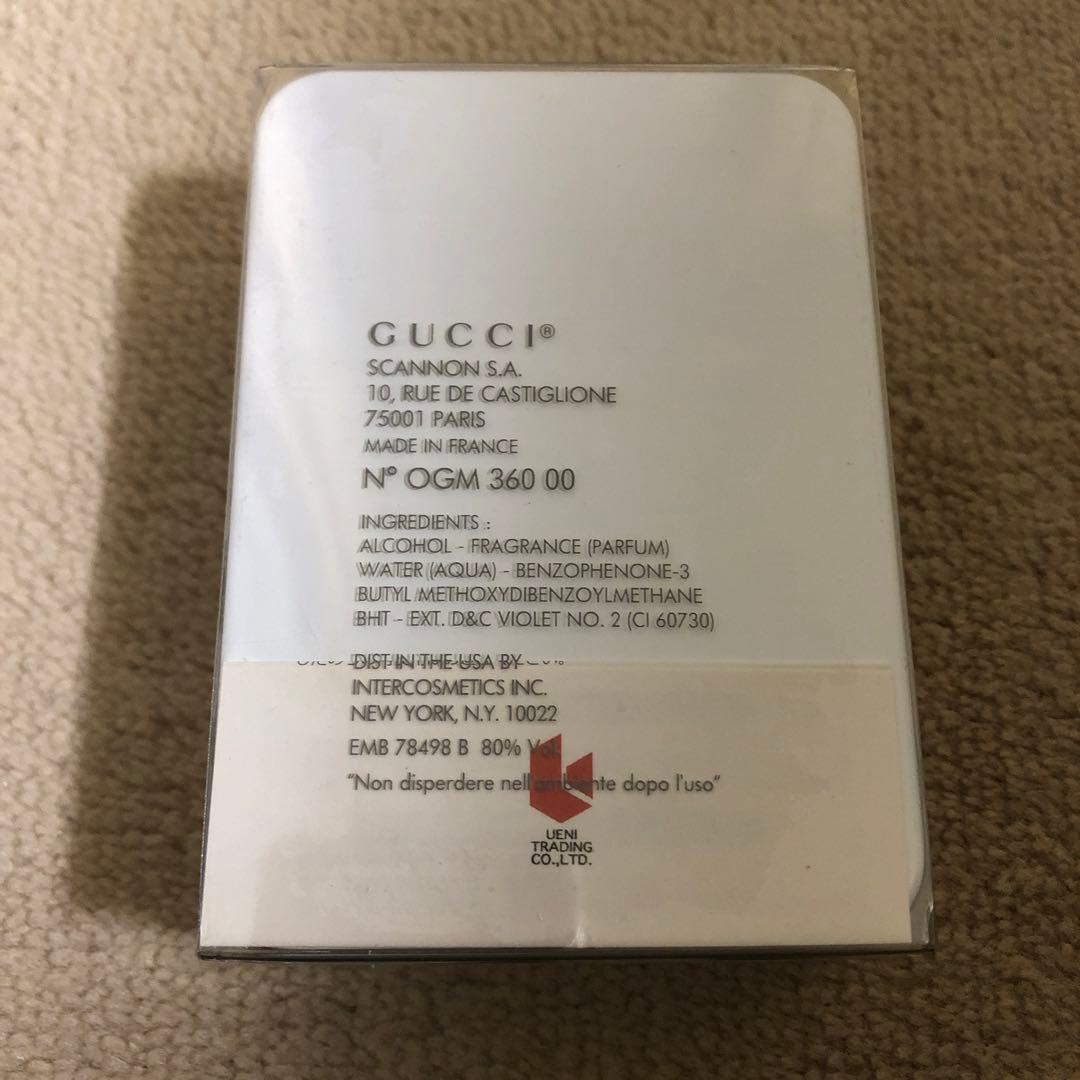 GUCCI®
SCANNON S.A.
10, RUE DE CASTIGLIONE
75001 PARIS
MADE IN FRANCE
N° OGM 360 00
INGREDIENTS :
ALCOHOL - FRAGRANCE (PARFUM)
WATER (AQUA) - BENZOPHENONE-3
BUTYL METHOXYDIBENZOYLMETHANE
BHT - EXT. D&C VIOLET NO. 2 (CI 60730)
DIST IN THE USA BY
INTERCOSMETICS INC.
NEW YORK, N.Y. 10022
EMB 78498 B 80% Vol.
"Non disperdere nell'ambiente dopo l'uso"
UENI
TRADING
CO.,LTD.